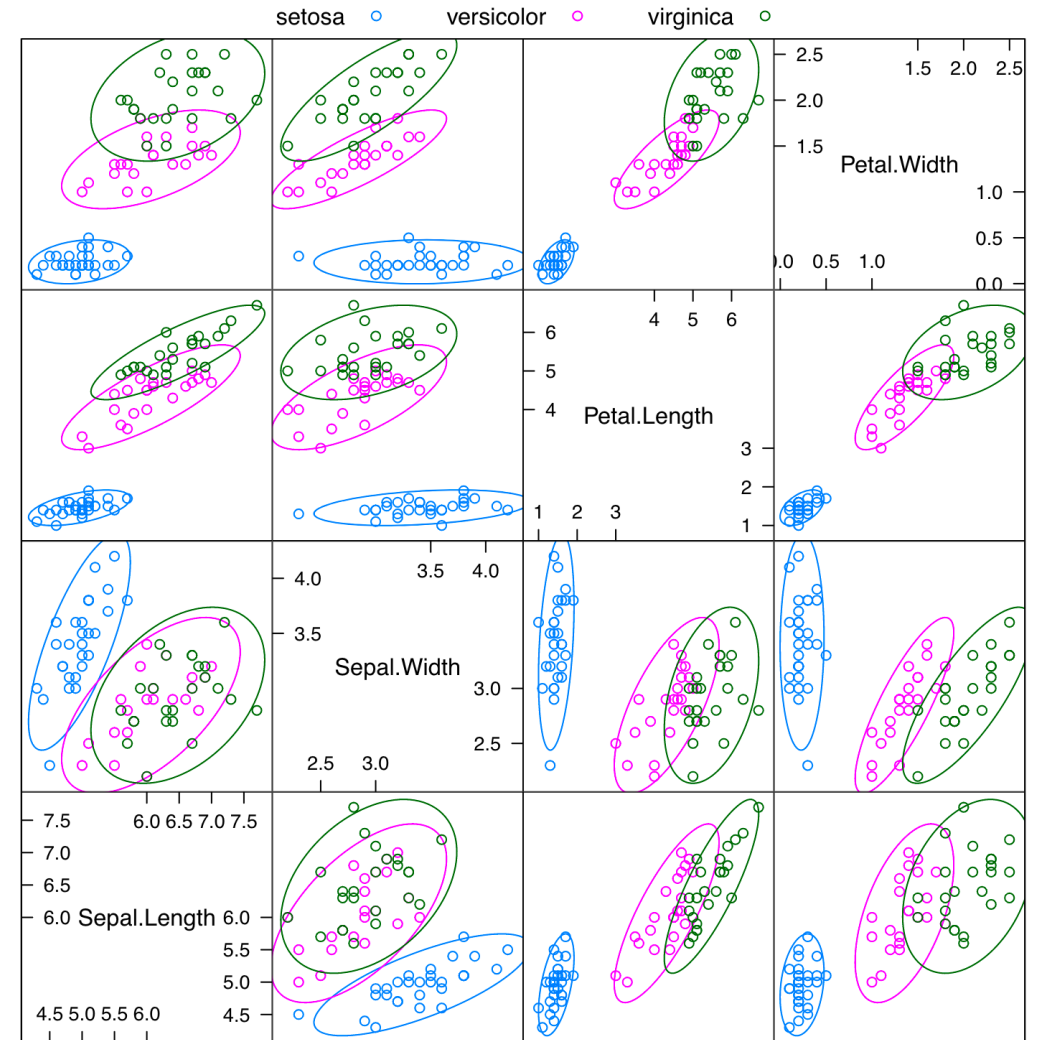 setosa versicolor virginica
1.5 2.0 2.5
2.5
2.0
1.5
Petal.Width
1.0
0.5
0.0
0.0 0.5 1.0
4 5 6
6
5
4
Petal.Length
3
2
1
1 2 3
3.5 4.0
4.0
3.5
Sepal.Width
3.0
2.5
2.5 3.0
6.0 6.5 7.0 7.5
7.5
7.0
6.5
6.0 Sepal.Length 6.0
5.5
5.0
4.5
4.5 5.0 5.5 6.0